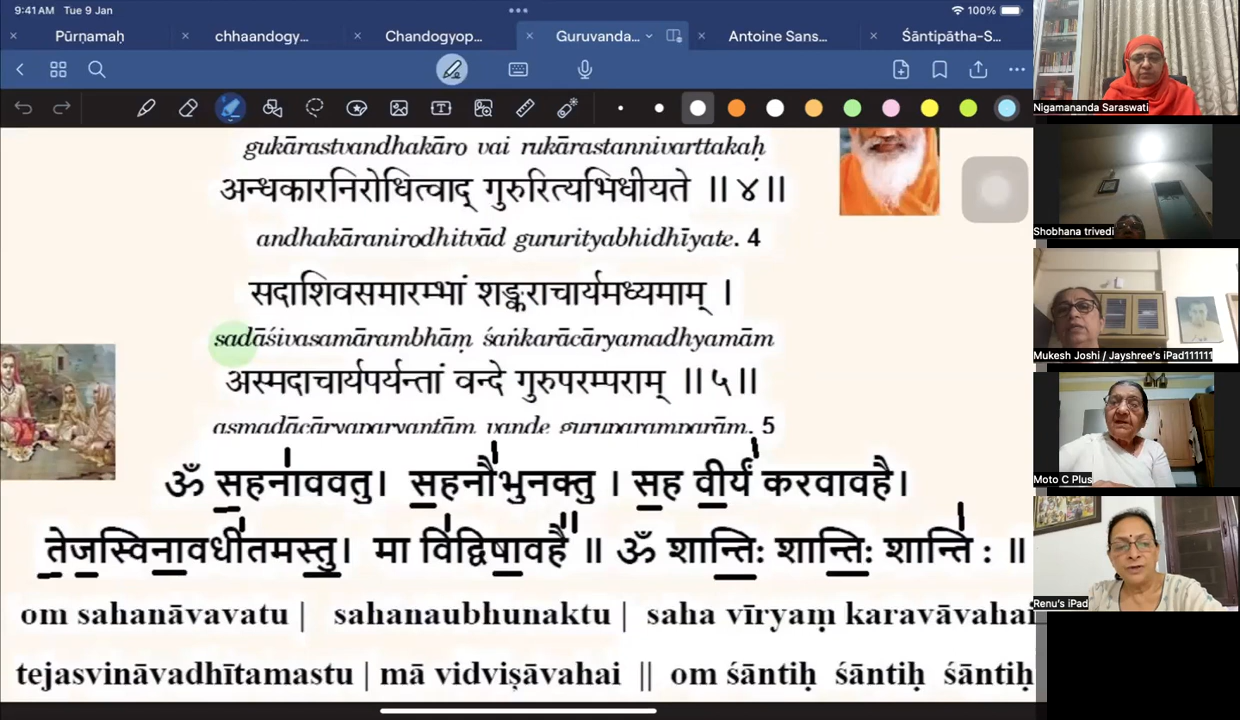 9:41 AM Tue 9 Jan
100%
Pūrṇamaḥ
chhaandogy...
Chandogyop...
Guruvanda...
Antoine Sans...
Śāntipātha-S...
gukārastvandhakāro vai rukārastannivarttakaḥ
अन्धकारनिरोधित्वाद् गुरुरित्यभिधीयते ॥ ४॥
andhakāranirodhitvād gururityabhidhīyate. 4
सदाशिवसमारम्भां शङ्कराचार्यमध्यमाम् ।
sadāśivasamārambhāṃ śaṅkarācāryamadhyamām
अस्मदाचार्यपर्यन्तां वन्दे गुरुपरम्पराम् ॥५॥
asmadācāryaparyantām vande guruparamparām. 5
ॐ स॒हना॑ववतु। स॒हनौ॑भुनक्तु । स॒ह वी॒र्यं॑ करवावहै।
ते॒ज॒स्विना॒वधी॑तमस्तु॒। मा वि॑द्विषा॒वहै᳚ ॥ ॐ शान्तिः॒ शान्तिः॒ शान्ति॑ : ॥
om sahanāvavatu | sahanaubhunaktu | saha vīryaṃ karavāvahai
tejasvināvadhītamastu | mā vidviṣāvahai || om śāntiḥ śāntiḥ śāntiḥ
Nigamananda Saraswati
Shobhana trivedi
Mukesh Joshi / Jayshree's iPad111111
Moto C Plus
Renu's iPad